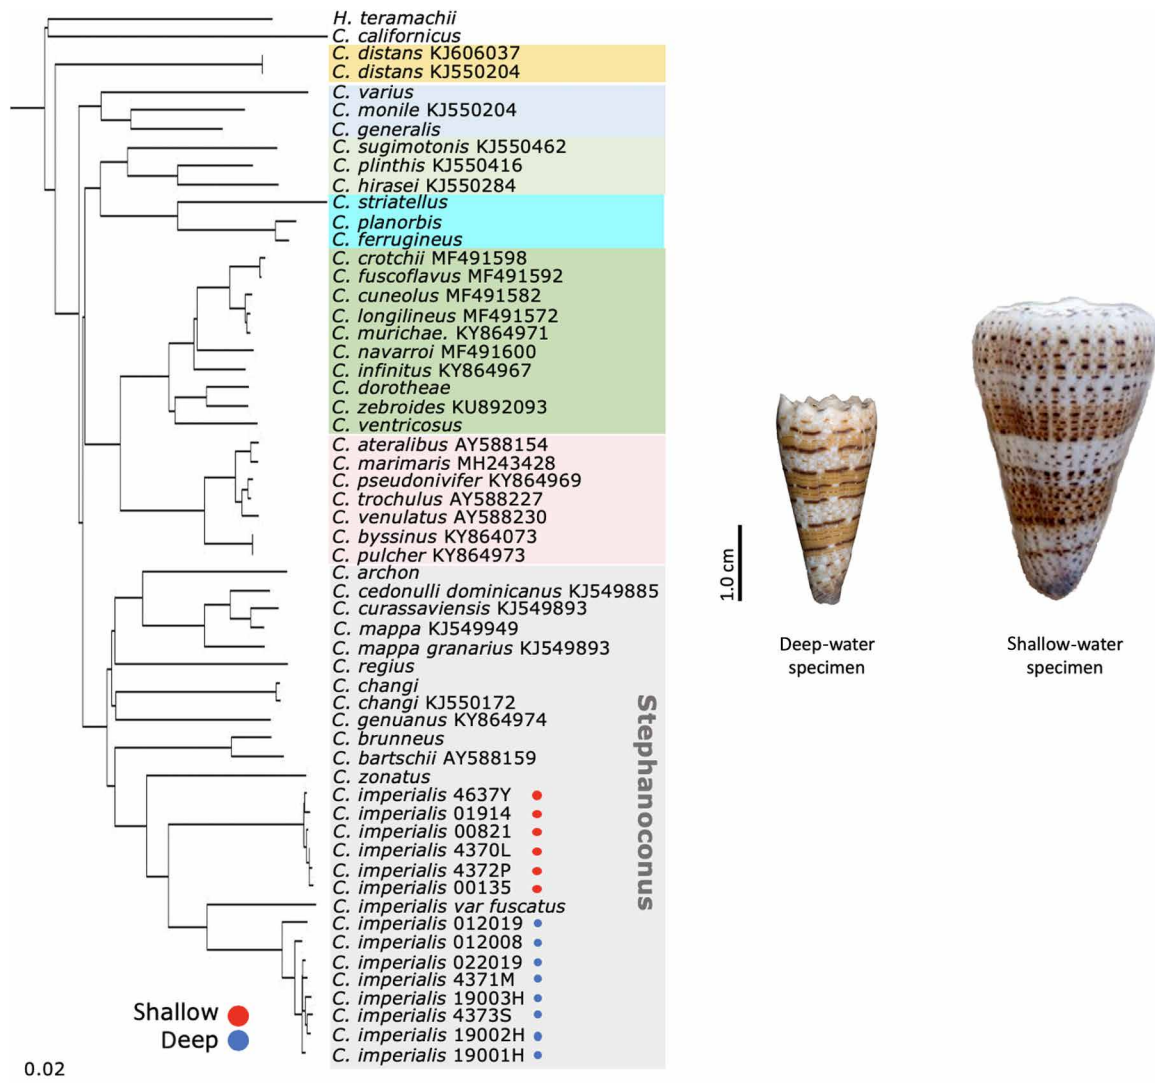 H. teramachii
C. californicus
C. distans KJ606037
C. distans KJ550204
C. varius
C. monile KJ550204
C. generalis
C. sugimotonis KJ550462
C. plinthis KJ550416
C. hirasei KJ550284
C. striatellus
C. planorbis
C. ferrugineus
C. crotchii MF491598
C. fuscoflavus MF491592
C. cuneolus MF491582
C. longilineus MF491572
C. murichae. KY864971
C. navarroi MF491600
C. infinitus KY864967
C. dorotheae
C. zebroides KU892093
C. ventricosus
C. ateralibus AY588154
C. marimaris MH243428
C. pseudonivifer KY864969
C. trochulus AY588227
C. venulatus AY588230
C. byssinus KY864073
C. pulcher KY864973
C. archon
C. cedonulli dominicanus KJ549885
C. curassaviensis KJ549893
C. mappa KJ549949
C. mappa granarius KJ549893
C. regius
C. changi
C. changi KJ550172
C. genuanus KY864974
C. brunneus
C. bartschii AY588159
C. zonatus
C. imperialis 4637Y
C. imperialis 01914
C. imperialis 00821
C. imperialis 4370L
C. imperialis 4372P
C. imperialis 00135
C. imperialis var fuscatus
C. imperialis 012019
C. imperialis 012008
C. imperialis 022019
C. imperialis 4371M
C. imperialis 19003H
C. imperialis 4373S
C. imperialis 19002H
C. imperialis 19001H
Stephanoconus
Shallow
Deep
0.02
1.0 cm
Deep-water
specimen
Shallow-water
specimen